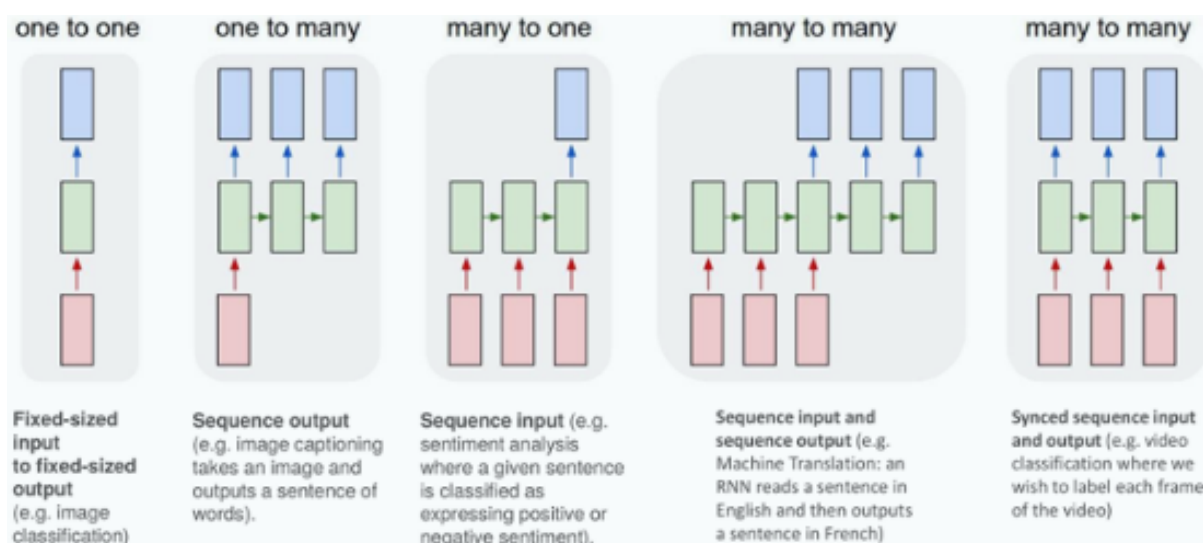 one to one
one to many
many to one
many to many
many to many
Fixed-sized
input
to fixed-sized
output
(e.g. image
classification)
Sequence output
(e.g. image captioning
takes an image and
outputs a sentence of
words).
Sequence input (e.g.
sentiment analysis
where a given sentence
is classified as
expressing positive or
negative sentiment).
Sequence input and
sequence output (e.g.
Machine Translation: an
RNN reads a sentence in
English and then outputs
a sentence in French)
Synced sequence input
and output (e.g. video
classification where we
wish to label each frame
of the video)